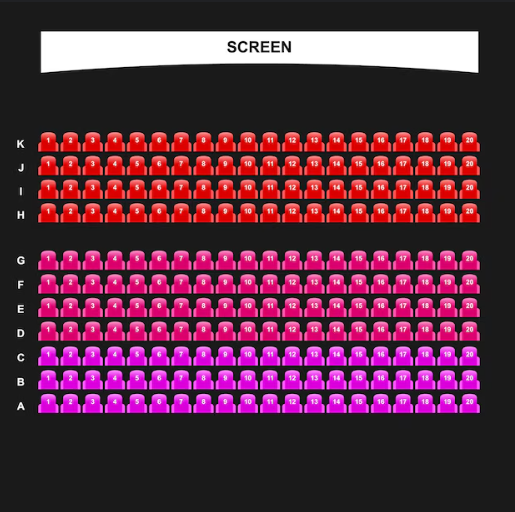 SCREEN
K 1 2 3 4 5 6 7 8 9 10 11 12 13 14 15 16 17 18 19 20
J 1 2 3 4 5 6 7 8 9 10 11 12 13 14 15 16 17 18 19 20
I 1 2 3 4 5 6 7 8 9 10 11 12 13 14 15 16 17 18 19 20
H 1 2 3 4 5 6 7 8 9 10 11 12 13 14 15 16 17 18 19 20
G 1 2 3 4 5 6 7 8 9 10 11 12 13 14 15 16 17 18 19 20
F 1 2 3 4 5 6 7 8 9 10 11 12 13 14 15 16 17 18 19 20
E 1 2 3 4 5 6 7 8 9 10 11 12 13 14 15 16 17 18 19 20
D 1 2 3 4 5 6 7 8 9 10 11 12 13 14 15 16 17 18 19 20
C 1 2 3 4 5 6 7 8 9 10 11 12 13 14 15 16 17 18 19 20
B 1 2 3 4 5 6 7 8 9 10 11 12 13 14 15 16 17 18 19 20
A 1 2 3 4 5 6 7 8 9 10 11 12 13 14 15 16 17 18 19 20